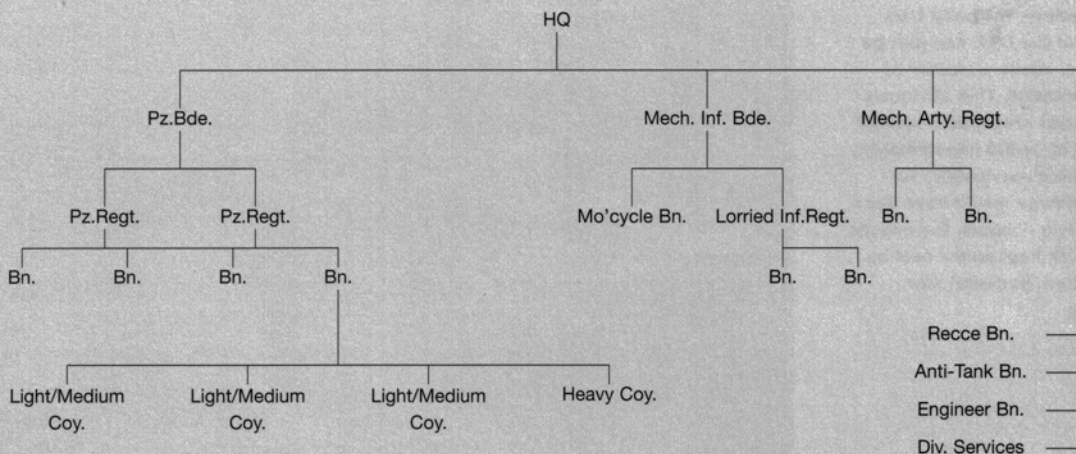 HQ
Pz.Bde.
Mech. Inf. Bde.
Mech. Arty. Regt.
Pz.Regt.
Pz.Regt.
Mo'cycle Bn.
Lorried Inf.Regt.
Bn.
Bn.
Bn.
Bn.
Bn.
Bn.
Bn.
Bn.
Recce Bn.
Light/Medium
Coy.
Light/Medium
Coy.
Light/Medium
Coy.
Heavy Coy.
Anti-Tank Bn.
Engineer Bn.
Div. Services